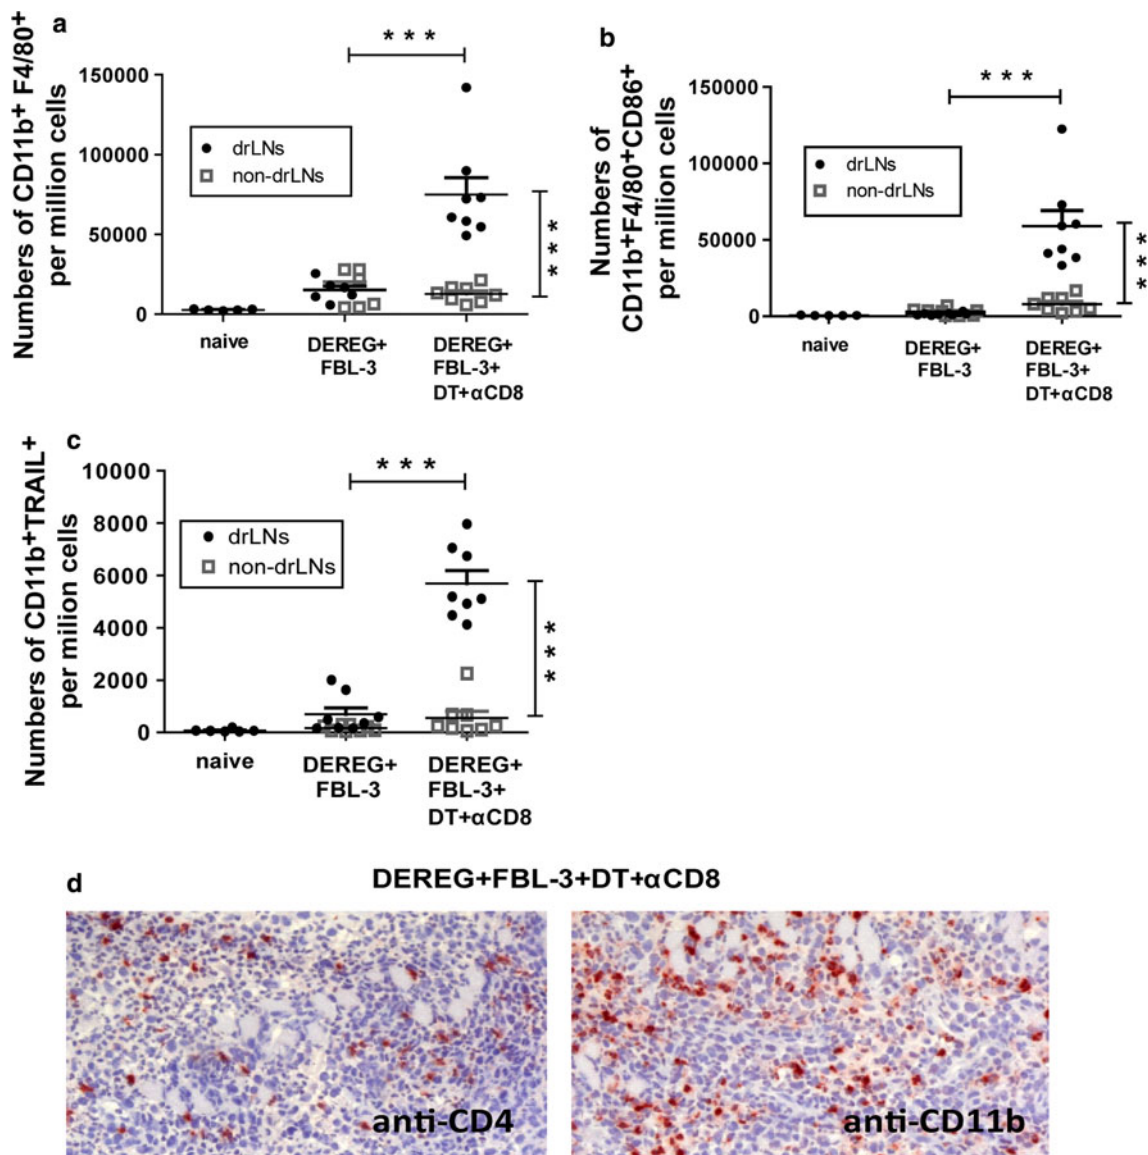 a
Numbers of CD11b+ F4/80+
per million cells
* * *
150000
100000
50000
0
drLNs
non-drLNs
* * *
naive
DEREG+
FBL-3
DEREG+
FBL-3+
DT+αCD8
b
Numbers of
CD11b+F4/80+CD86+
per million cells
* * *
150000
100000
50000
0
drLNs
non-drLNs
* * *
naive
DEREG+
FBL-3
DEREG+
FBL-3+
DT+αCD8
c
Numbers of CD11b+TRAIL+
per milion cells
* * *
10000
8000
6000
4000
2000
0
drLNs
non-drLNs
* * *
naive
DEREG+
FBL-3
DEREG+
FBL-3+
DT+αCD8
d
DEREG+FBL-3+DT+αCD8
anti-CD4
anti-CD11b